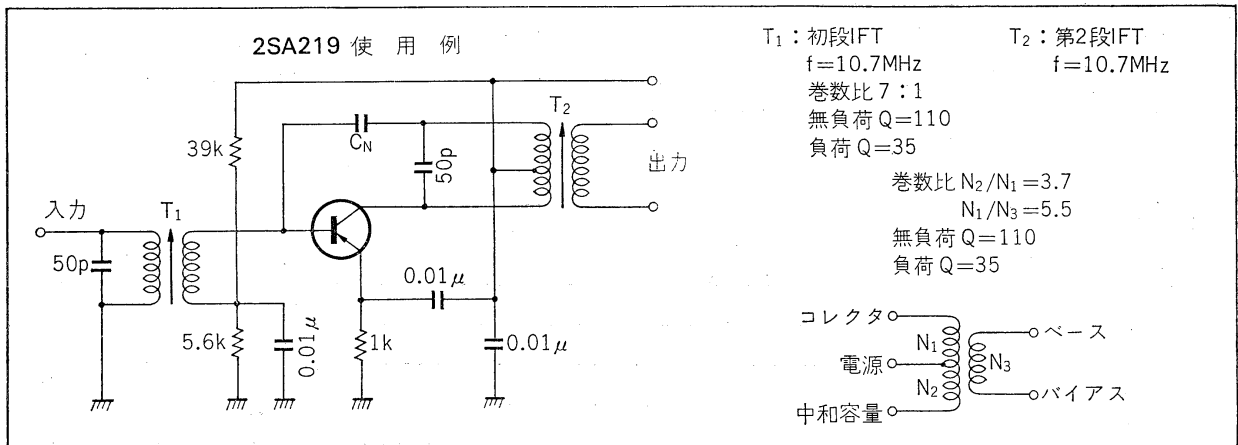 2SA219 使 用 例
T₁：初段IFT
f=10.7MHz
巻数比 7：1
無負荷 Q=110
負荷 Q=35
T₂：第2段IFT
f=10.7MHz
巻数比 N₂/N₁=3.7
N₁/N₃=5.5
無負荷 Q=110
負荷 Q=35
入力
50p
T₁
39k
5.6k
0.01μ
C_N
50p
T₂
出力
0.01μ
1k
0.01μ
コレクタ
電源
中和容量
N₁
N₂
N₃
ベース
バイアス